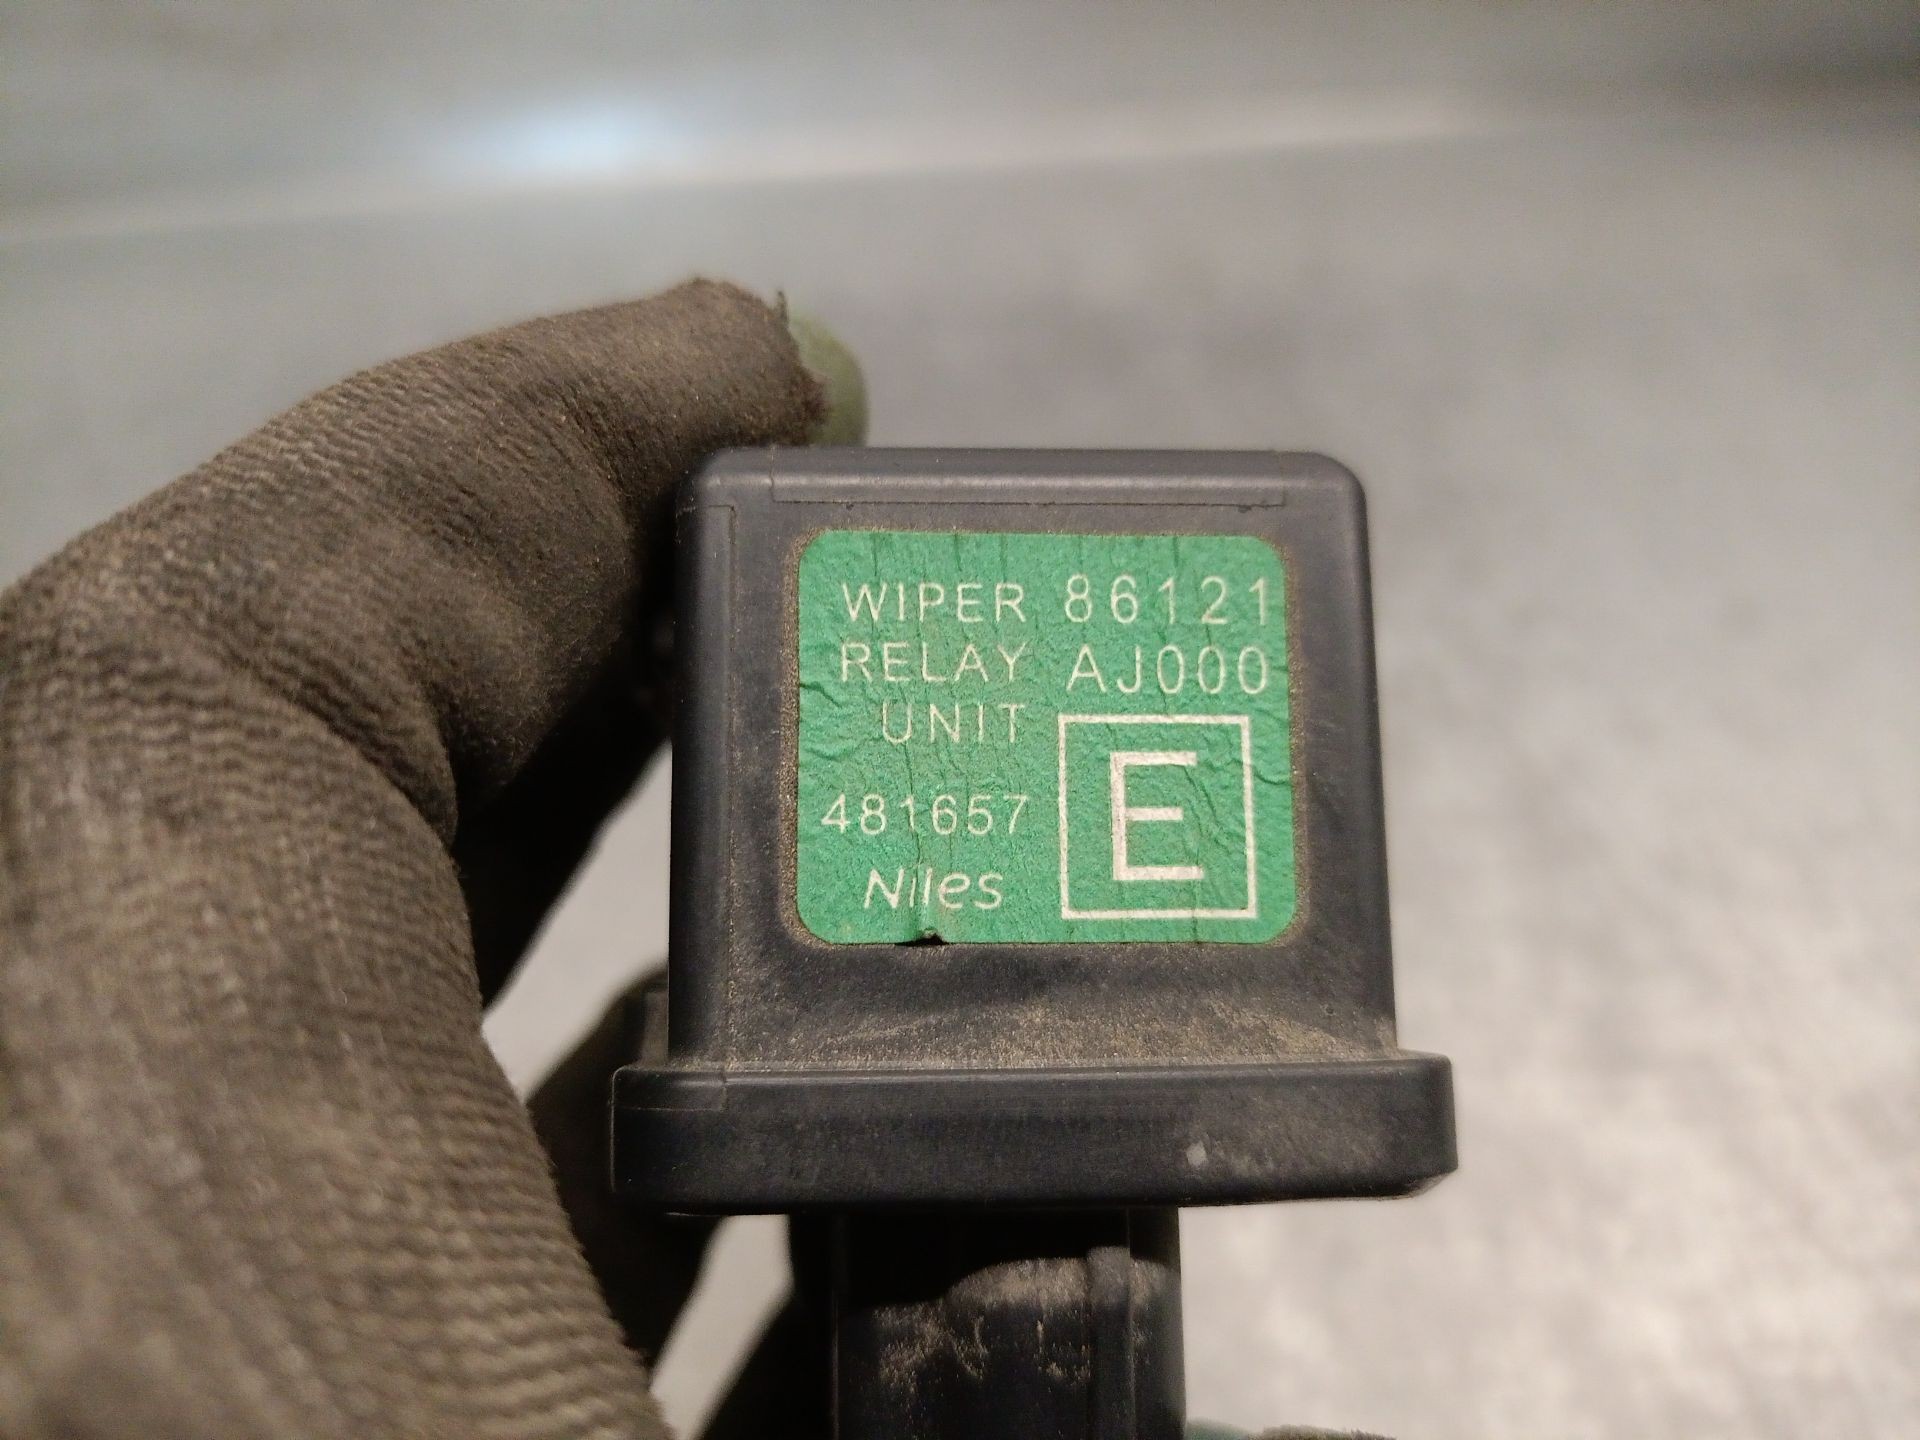 WIPER 86121
RELAY AJ000
UNIT
E
481657
Niles